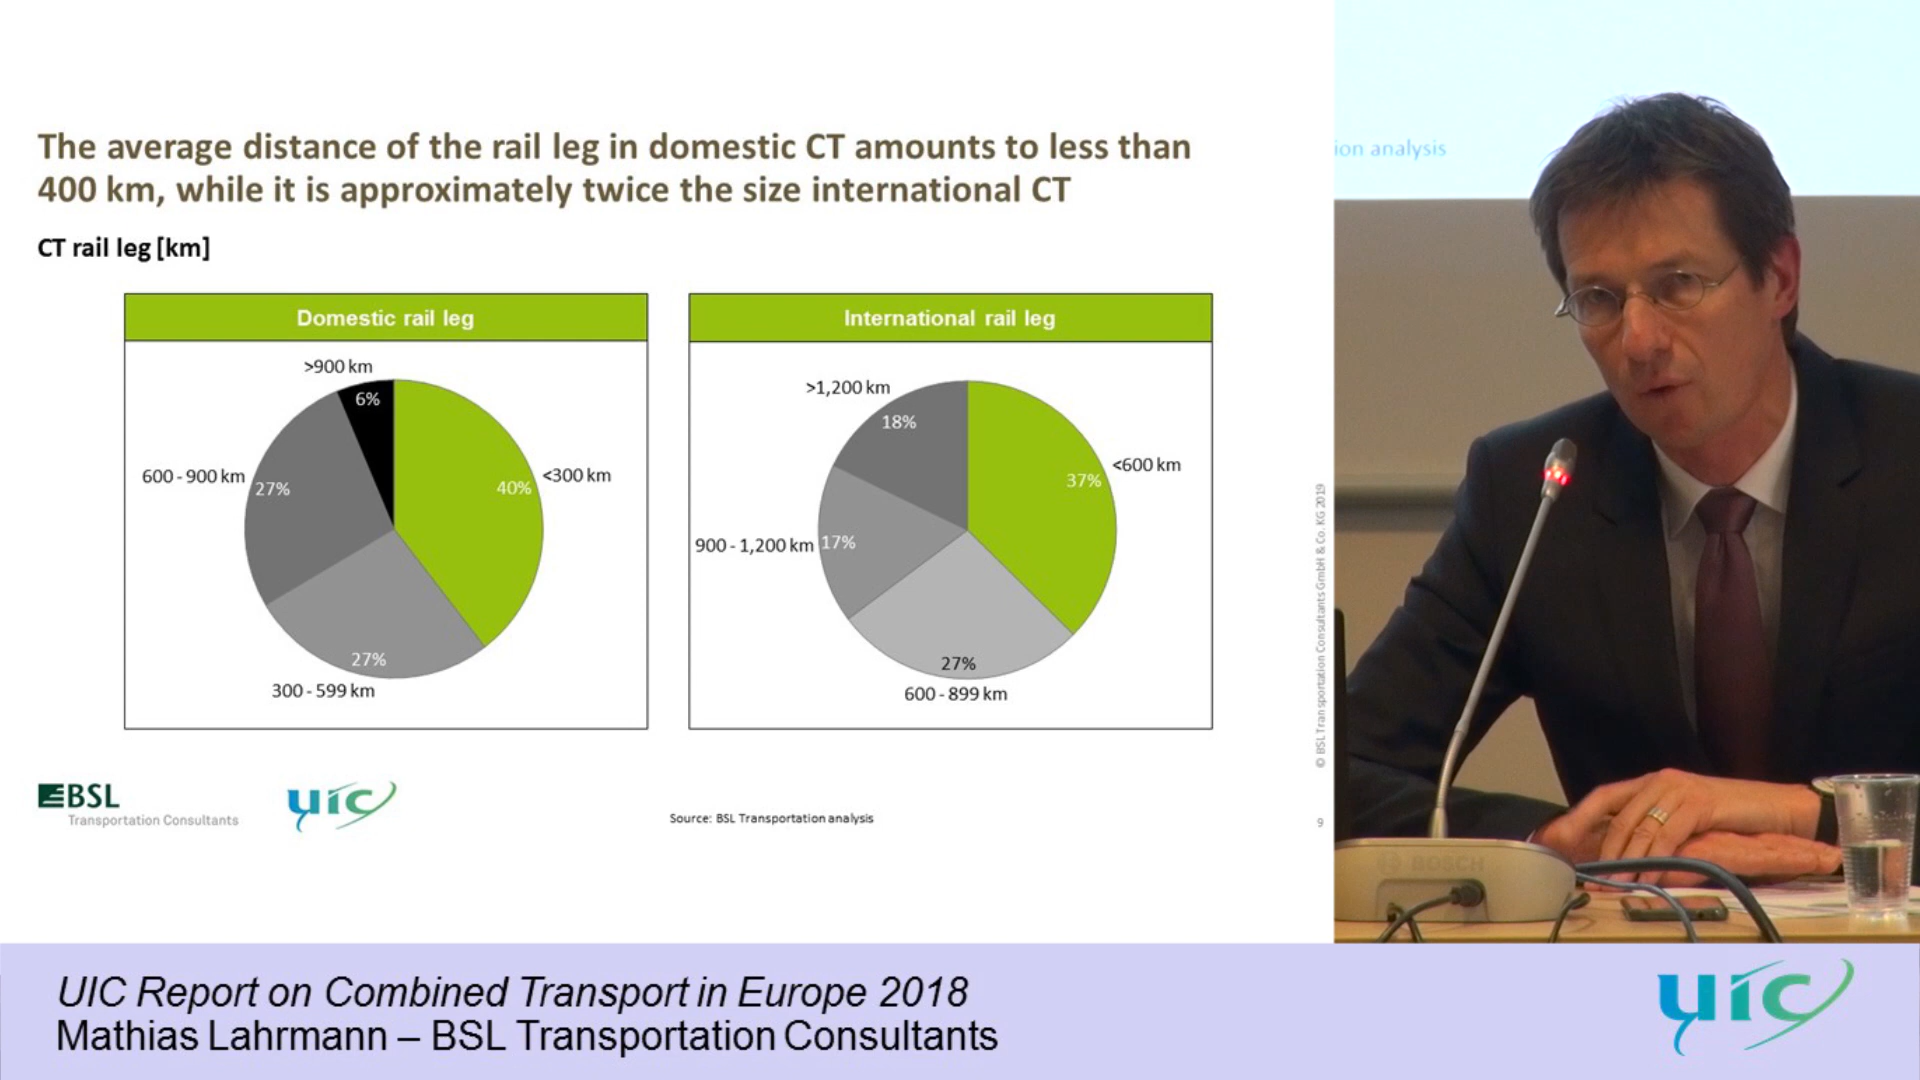 The average distance of the rail leg in domestic CT amounts to less than
400 km, while it is approximately twice the size international CT
CT rail leg [km]
Domestic rail leg
>900 km
6%
600 - 900 km
27%
40%
<300 km
27%
300 - 599 km
International rail leg
>1,200 km
18%
<600 km
37%
900 - 1,200 km
17%
27%
600 - 899 km
BSL
Transportation Consultants
uic
Source: BSL Transportation analysis
© BSL Transportation Consultants GmbH & Co. KG 2019
9
ion analysis
BOSCH
UIC Report on Combined Transport in Europe 2018
Mathias Lahrmann – BSL Transportation Consultants
uic